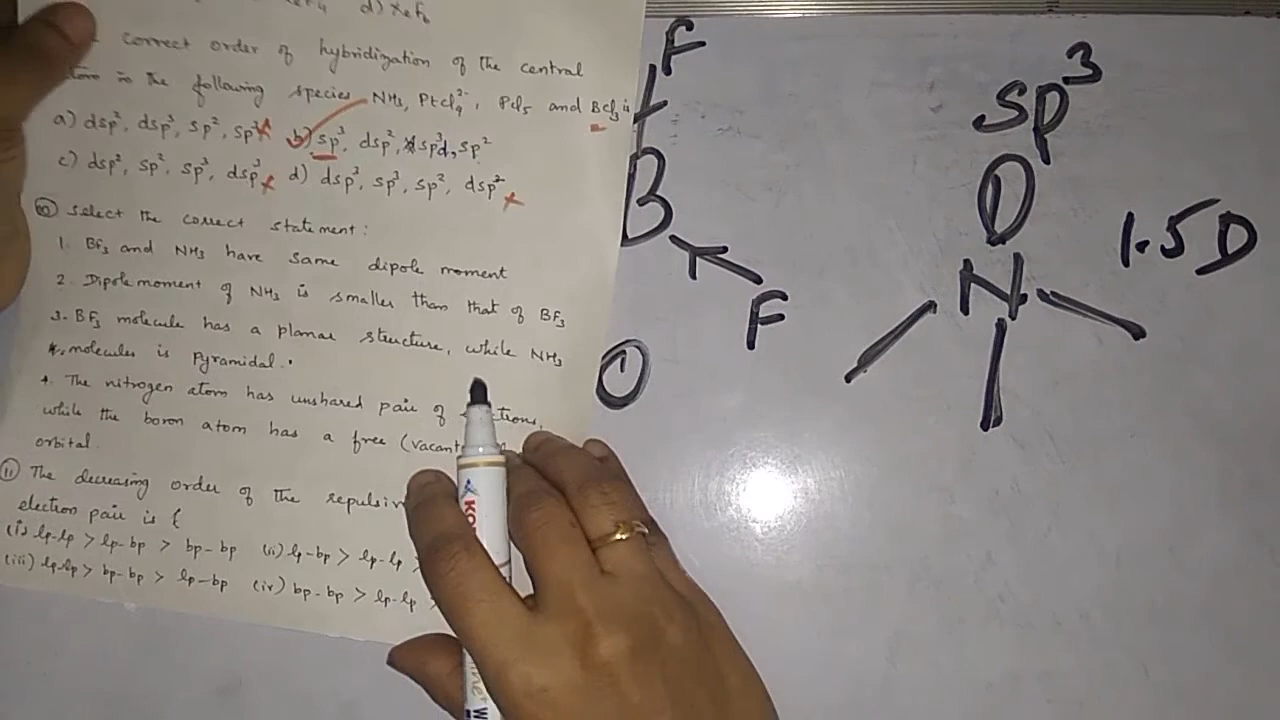 d) XeF6
correct order of hybridization of the central
in the following species NH3, PtCl4 2-, PCl5 and BCl3 is
a) dsp2, dsp3, sp2, sp3 b) sp3, dsp2, sp3d, sp2
c) dsp2, sp2, sp3, dsp3 d) dsp2, sp3, sp2, dsp2
⑩ Select the correct statement:
1. BF3 and NH3 have same dipole moment
2. Dipole moment of NH3 is smaller than that of BF3
3. BF3 molecule has a planar structure, while NH3
molecules is Pyramidal.
4. The nitrogen atom has unshared pair of
while the boron atom has a free (vacant
orbital.
⑪ The decreasing order of the
electron pair is {
(i) lp-lp > lp-bp > bp-bp (ii) lp-bp > lp-lp >
(iii) lp-lp > bp-bp > lp-bp (iv) bp-bp > lp-lp >
F
B
F
sp3
N
1.5D